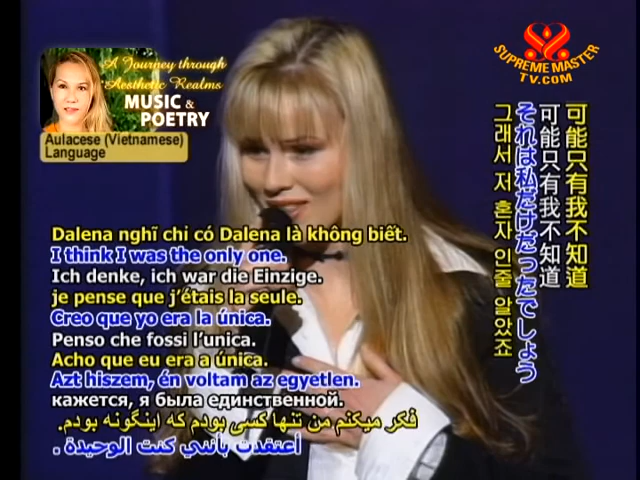 A Journey through
Aesthetic Realms
MUSIC &
POETRY
Aulacese (Vietnamese)
Language
SUPREME MASTER
TV.COM
可能只有我不知道
可能只有我不知道
それは私だけだったでしょう
그래서 저 혼자 인줄 알았죠
Dalena nghĩ chi có Dalena là không biết.
I think I was the only one.
Ich denke, ich war die Einzige.
je pense que j'étais la seule.
Creo que yo era la única.
Penso che fossi l'unica.
Acho que eu era a única.
Azt hiszem, én voltam az egyetlen.
кажется, я была единственной.
فکر میکنم من تنها کسی بودم که اینگونه بودم.
أعتقدت بأنني كنت الوحيدة .